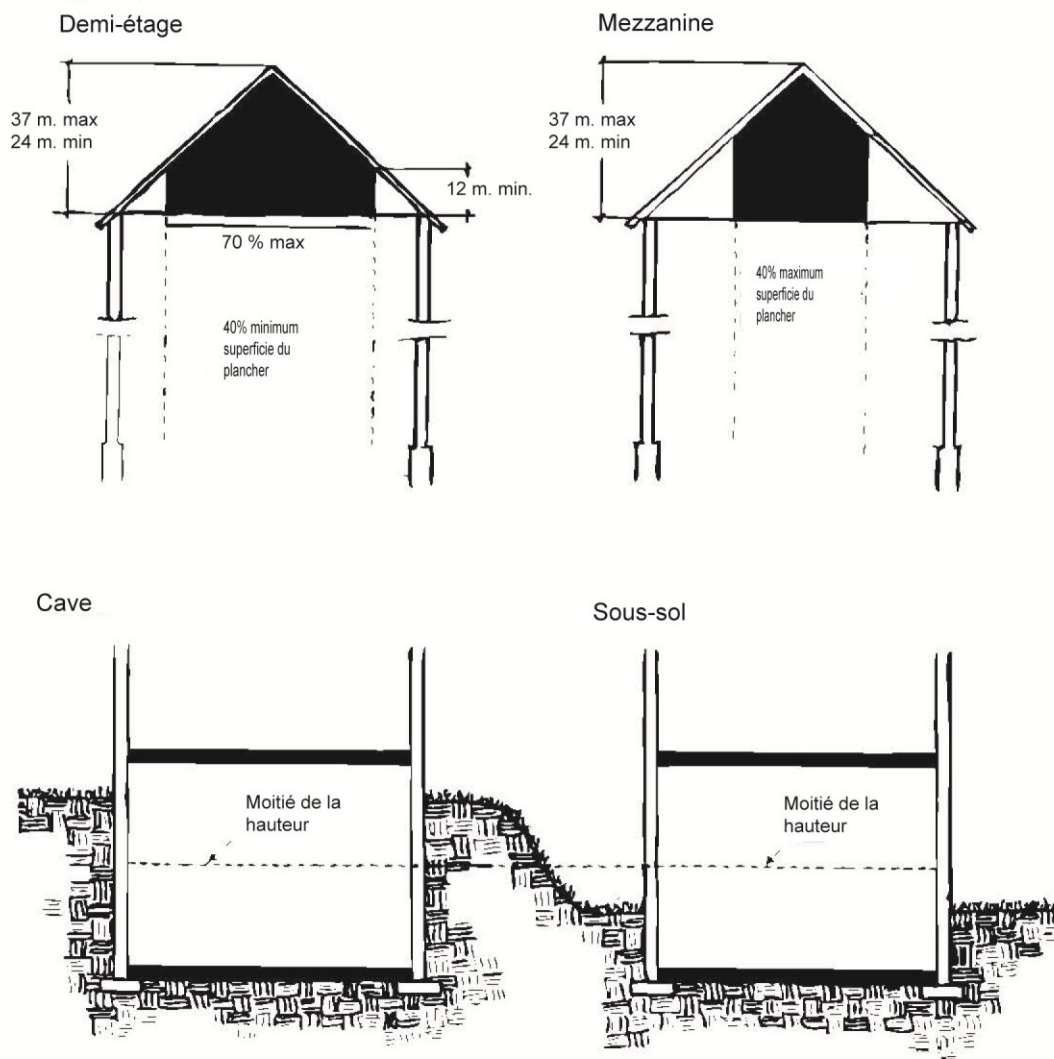 Demi-étage
37 m. max
24 m. min
12 m. min.
70 % max
40% minimum
superficie du
plancher
Mezzanine
37 m. max
24 m. min
40% maximum
superficie du
plancher
Cave
Moitié de la
hauteur
Sous-sol
Moitié de la
hauteur